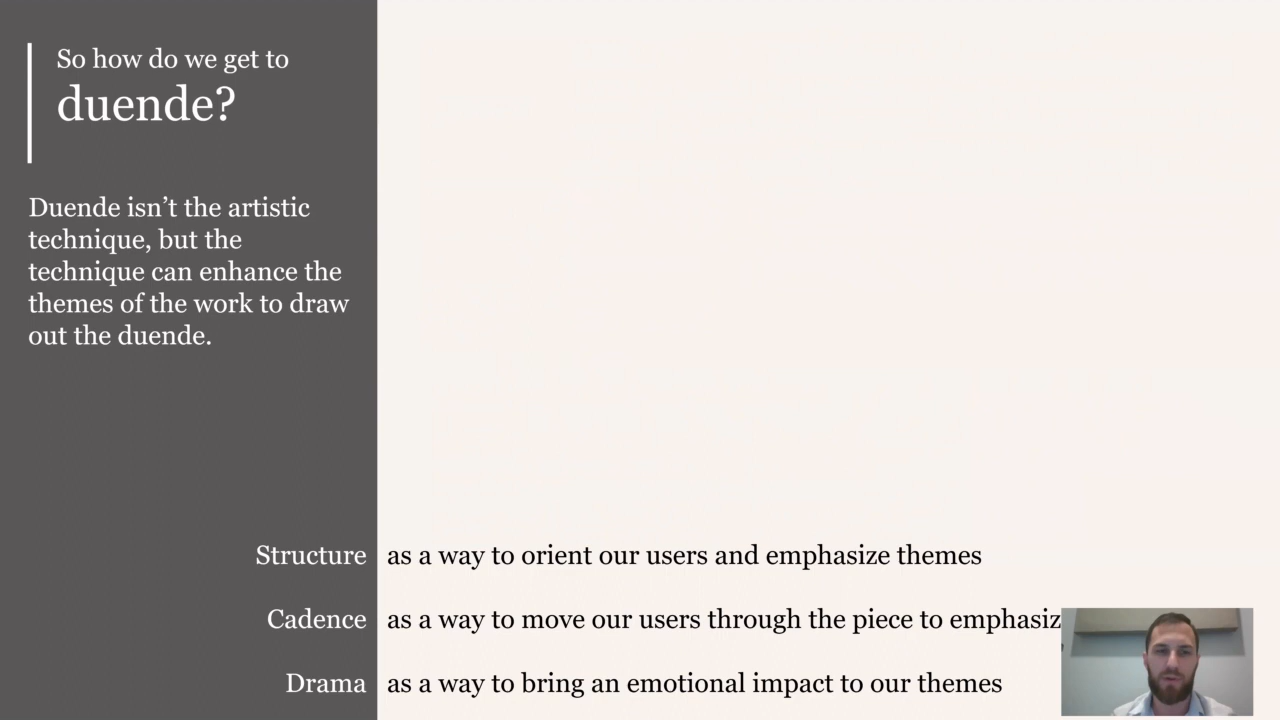 So how do we get to
duende?
Duende isn’t the artistic
technique, but the
technique can enhance the
themes of the work to draw
out the duende.
Structure as a way to orient our users and emphasize themes
Cadence as a way to move our users through the piece to emphasiz
Drama as a way to bring an emotional impact to our themes